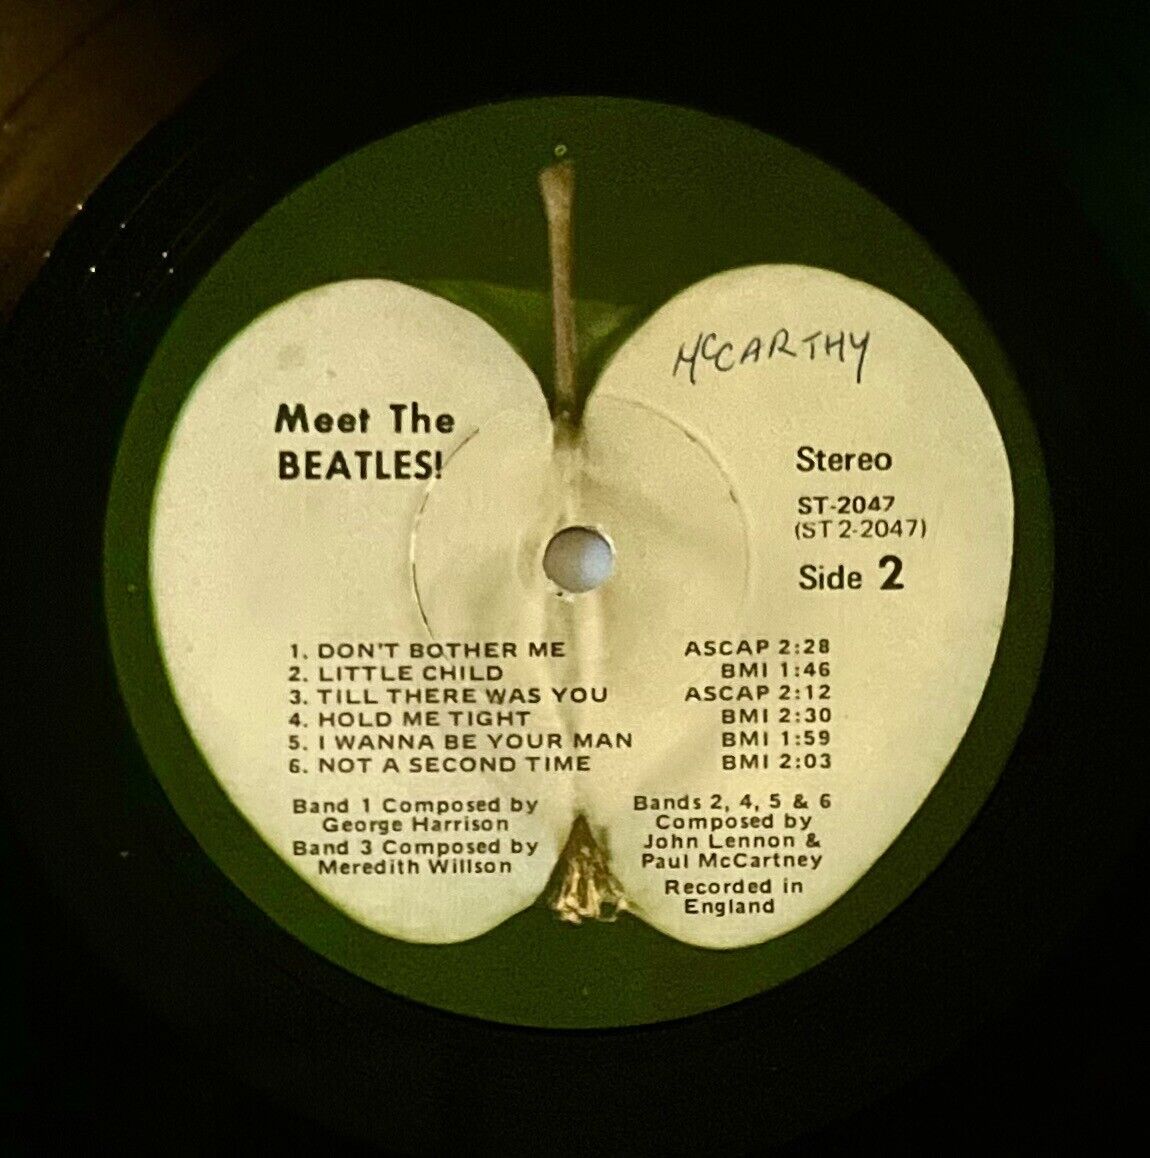 McCARTHY
Meet The
BEATLES!
Stereo
ST-2047
(ST 2-2047)
Side 2
1. DON'T BOTHER ME ASCAP 2:28
2. LITTLE CHILD BMI 1:46
3. TILL THERE WAS YOU ASCAP 2:12
4. HOLD ME TIGHT BMI 2:30
5. I WANNA BE YOUR MAN BMI 1:59
6. NOT A SECOND TIME BMI 2:03
Band 1 Composed by
George Harrison
Band 3 Composed by
Meredith Willson
Bands 2, 4, 5 & 6
Composed by
John Lennon &
Paul McCartney
Recorded in
England